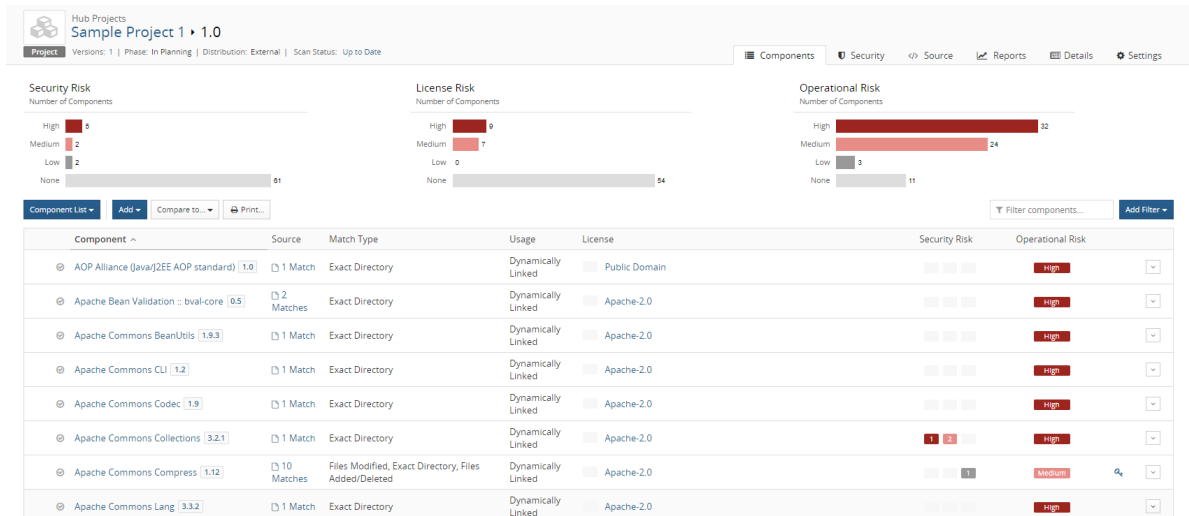 Hub Projects
Sample Project 1 ▸ 1.0
Project Versions: 1 | Phase: In Planning | Distribution: External | Scan Status: Up to Date
Components Security </> Source Reports Details Settings
Security Risk
Number of Components
High 5
Medium 2
Low 2
None 61
License Risk
Number of Components
High 9
Medium 7
Low 0
None 54
Operational Risk
Number of Components
High 32
Medium 24
Low 3
None 11
Component List Add Compare to... Print... Filter components... Add Filter
Component Source Match Type Usage License Security Risk Operational Risk
AOP Alliance (Java/J2EE AOP standard) 1.0 1 Match Exact Directory Dynamically Linked Public Domain High
Apache Bean Validation :: bval-core 0.5 2 Matches Exact Directory Dynamically Linked Apache-2.0 High
Apache Commons BeanUtils 1.9.3 1 Match Exact Directory Dynamically Linked Apache-2.0 High
Apache Commons CLI 1.2 1 Match Exact Directory Dynamically Linked Apache-2.0 High
Apache Commons Codec 1.9 1 Match Exact Directory Dynamically Linked Apache-2.0 High
Apache Commons Collections 3.2.1 1 Match Exact Directory Dynamically Linked Apache-2.0 1 2 High
Apache Commons Compress 1.12 10 Matches Files Modified, Exact Directory, Files Added/Deleted Dynamically Linked Apache-2.0 1 Medium
Apache Commons Lang 3.3.2 1 Match Exact Directory Dynamically Linked Apache-2.0 High